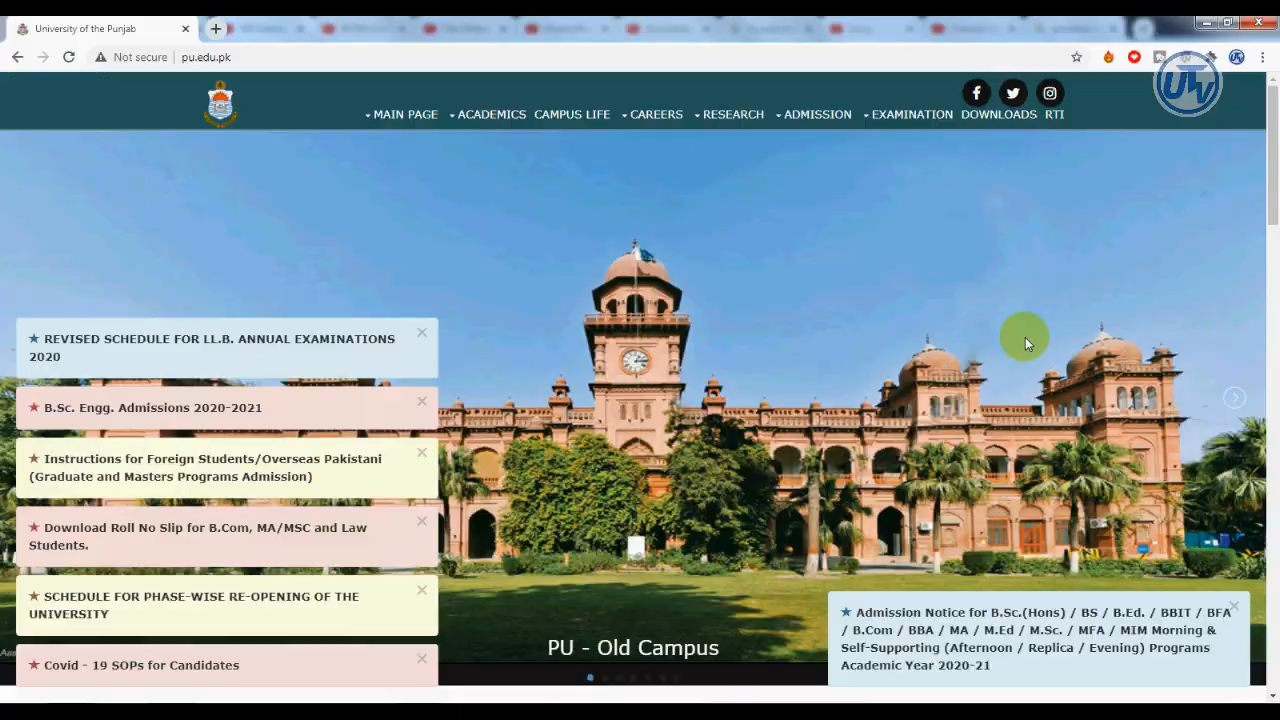 University of the Punjab
Not secure
pu.edu.pk
UTV
MAIN PAGE
ACADEMICS
CAMPUS LIFE
CAREERS
RESEARCH
ADMISSION
EXAMINATION
DOWNLOADS
RTI
★ REVISED SCHEDULE FOR LL.B. ANNUAL EXAMINATIONS
2020
★ B.Sc. Engg. Admissions 2020-2021
★ Instructions for Foreign Students/Overseas Pakistani
(Graduate and Masters Programs Admission)
★ Download Roll No Slip for B.Com, MA/MSC and Law
Students.
★ SCHEDULE FOR PHASE-WISE RE-OPENING OF THE
UNIVERSITY
★ Covid - 19 SOPs for Candidates
PU - Old Campus
★ Admission Notice for B.Sc.(Hons) / BS / B.Ed. / BBIT / BFA
/ B.Com / BBA / MA / M.Ed / M.Sc. / MFA / MIM Morning &
Self-Supporting (Afternoon / Replica / Evening) Programs
Academic Year 2020-21